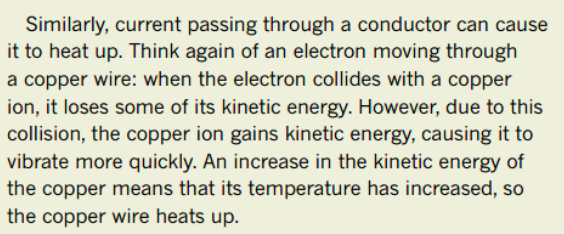 Similarly, current passing through a conductor can cause
it to heat up. Think again of an electron moving through
a copper wire: when the electron collides with a copper
ion, it loses some of its kinetic energy. However, due to this
collision, the copper ion gains kinetic energy, causing it to
vibrate more quickly. An increase in the kinetic energy of
the copper means that its temperature has increased, so
the copper wire heats up.